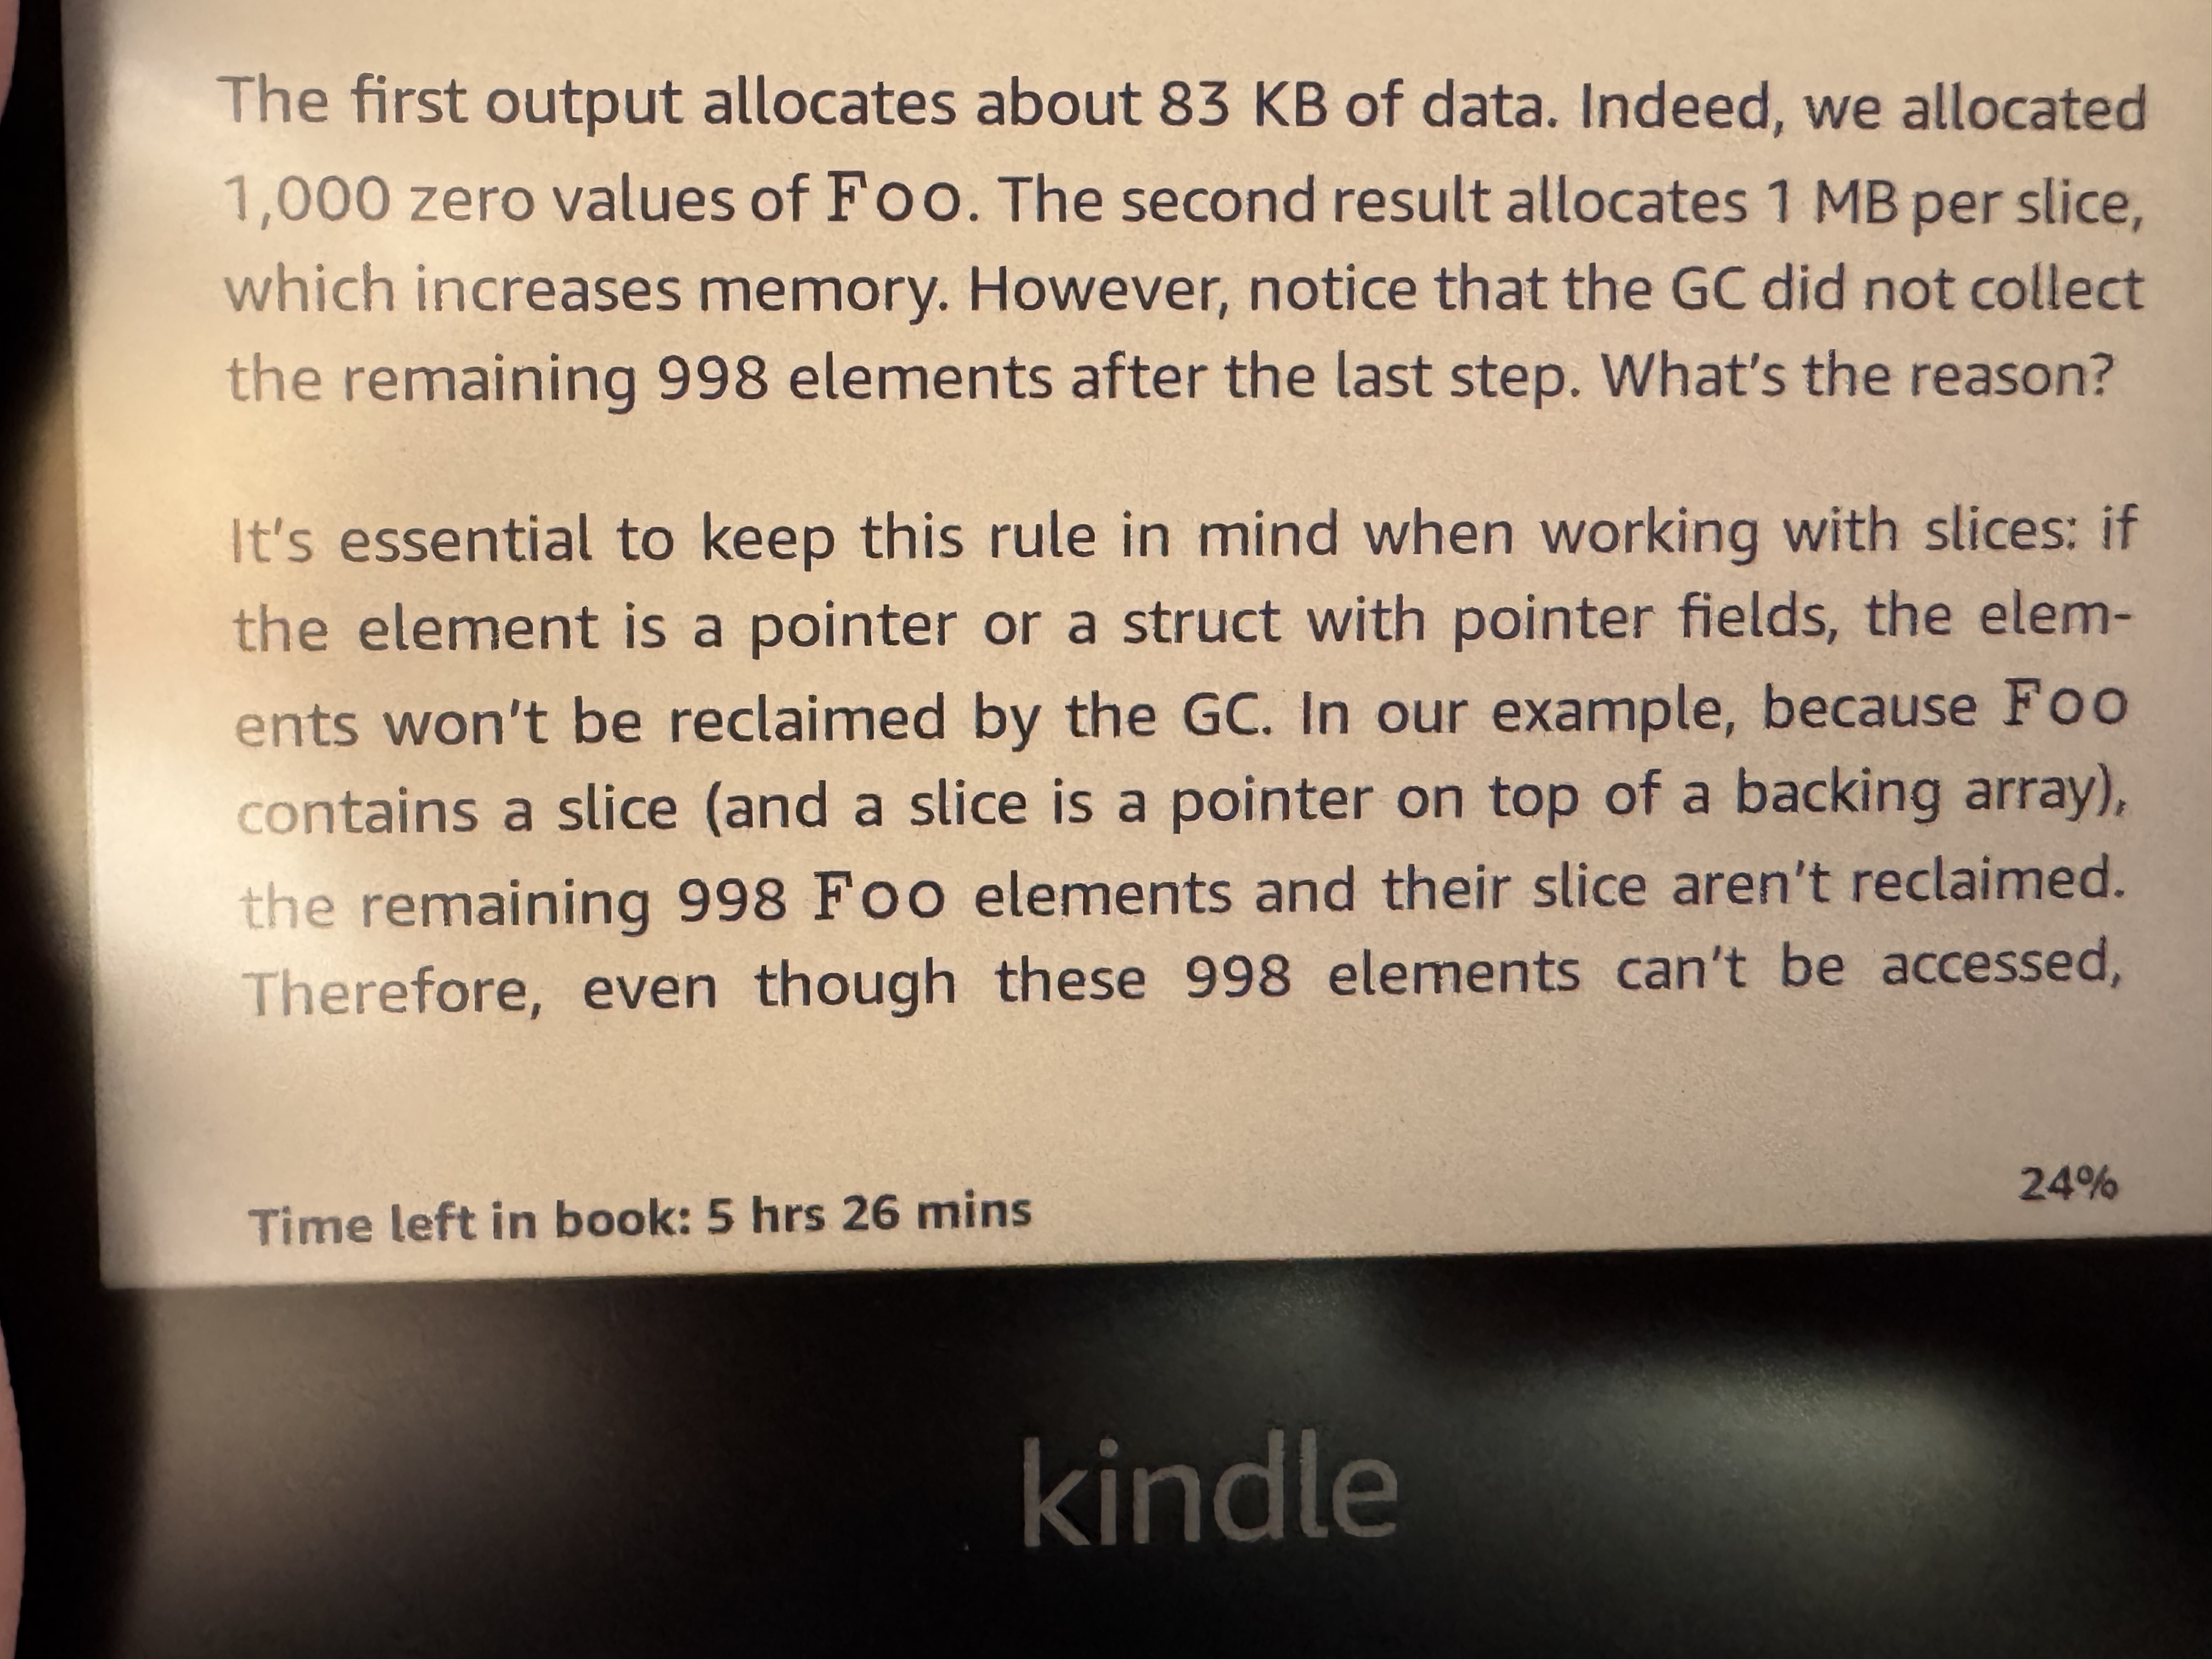 The first output allocates about 83 KB of data. Indeed, we allocated
1,000 zero values of Foo. The second result allocates 1 MB per slice,
which increases memory. However, notice that the GC did not collect
the remaining 998 elements after the last step. What's the reason?
It's essential to keep this rule in mind when working with slices: if
the element is a pointer or a struct with pointer fields, the elem-
ents won't be reclaimed by the GC. In our example, because Foo
contains a slice (and a slice is a pointer on top of a backing array),
the remaining 998 Foo elements and their slice aren't reclaimed.
Therefore, even though these 998 elements can't be accessed,
Time left in book: 5 hrs 26 mins 24%
kindle